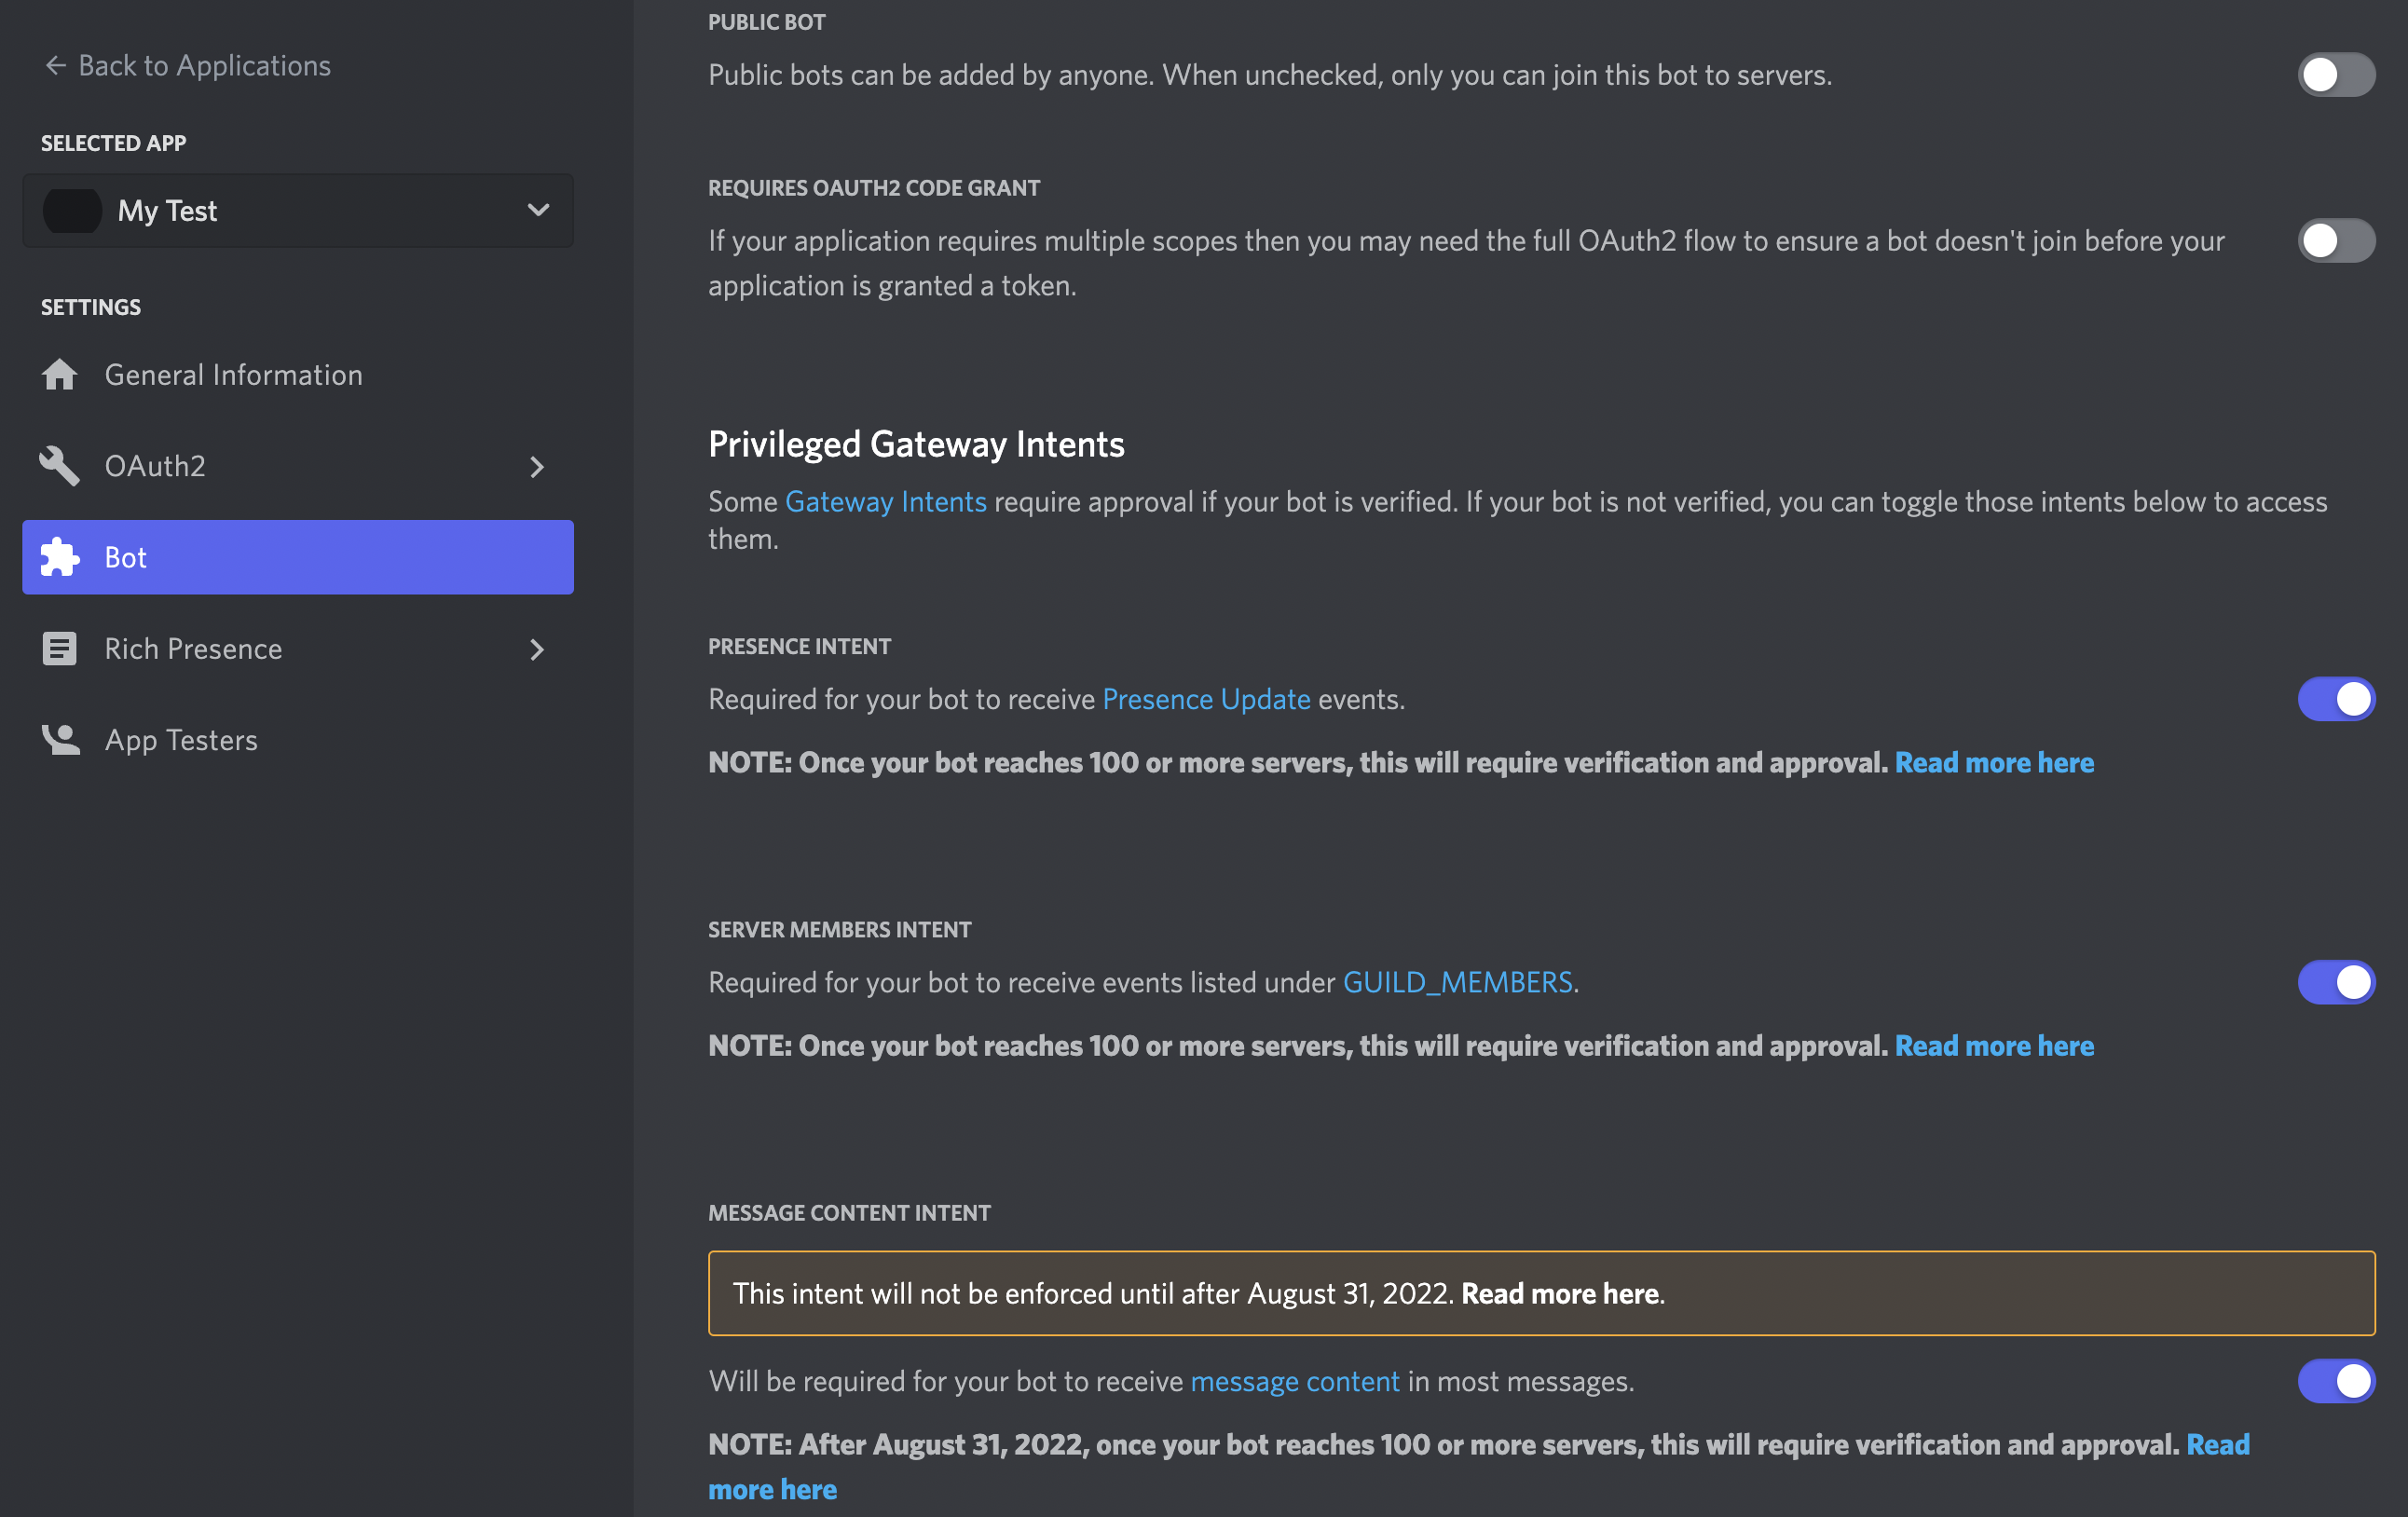 Back to Applications
SELECTED APP
My Test
SETTINGS
General Information
OAuth2
Bot
Rich Presence
App Testers
PUBLIC BOT
Public bots can be added by anyone. When unchecked, only you can join this bot to servers.
REQUIRES OAUTH2 CODE GRANT
If your application requires multiple scopes then you may need the full OAuth2 flow to ensure a bot doesn't join before your
application is granted a token.
Privileged Gateway Intents
Some Gateway Intents require approval if your bot is verified. If your bot is not verified, you can toggle those intents below to access
them.
PRESENCE INTENT
Required for your bot to receive Presence Update events.
NOTE: Once your bot reaches 100 or more servers, this will require verification and approval. Read more here
SERVER MEMBERS INTENT
Required for your bot to receive events listed under GUILD_MEMBERS.
NOTE: Once your bot reaches 100 or more servers, this will require verification and approval. Read more here
MESSAGE CONTENT INTENT
This intent will not be enforced until after August 31, 2022. Read more here.
Will be required for your bot to receive message content in most messages.
NOTE: After August 31, 2022, once your bot reaches 100 or more servers, this will require verification and approval. Read
more here